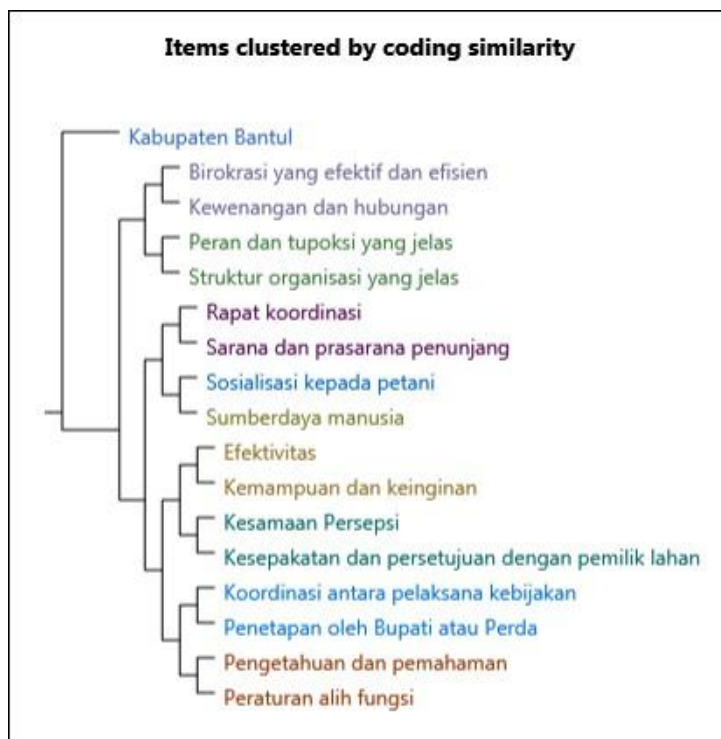 Items clustered by coding similarity
Kabupaten Bantul
Birokrasi yang efektif dan efisien
Kewenangan dan hubungan
Peran dan tupoksi yang jelas
Struktur organisasi yang jelas
Rapat koordinasi
Sarana dan prasarana penunjang
Sosialisasi kepada petani
Sumberdaya manusia
Efektivitas
Kemampuan dan keinginan
Kesamaan Persepsi
Kesepakatan dan persetujuan dengan pemilik lahan
Koordinasi antara pelaksana kebijakan
Penetapan oleh Bupati atau Perda
Pengetahuan dan pemahaman
Peraturan alih fungsi